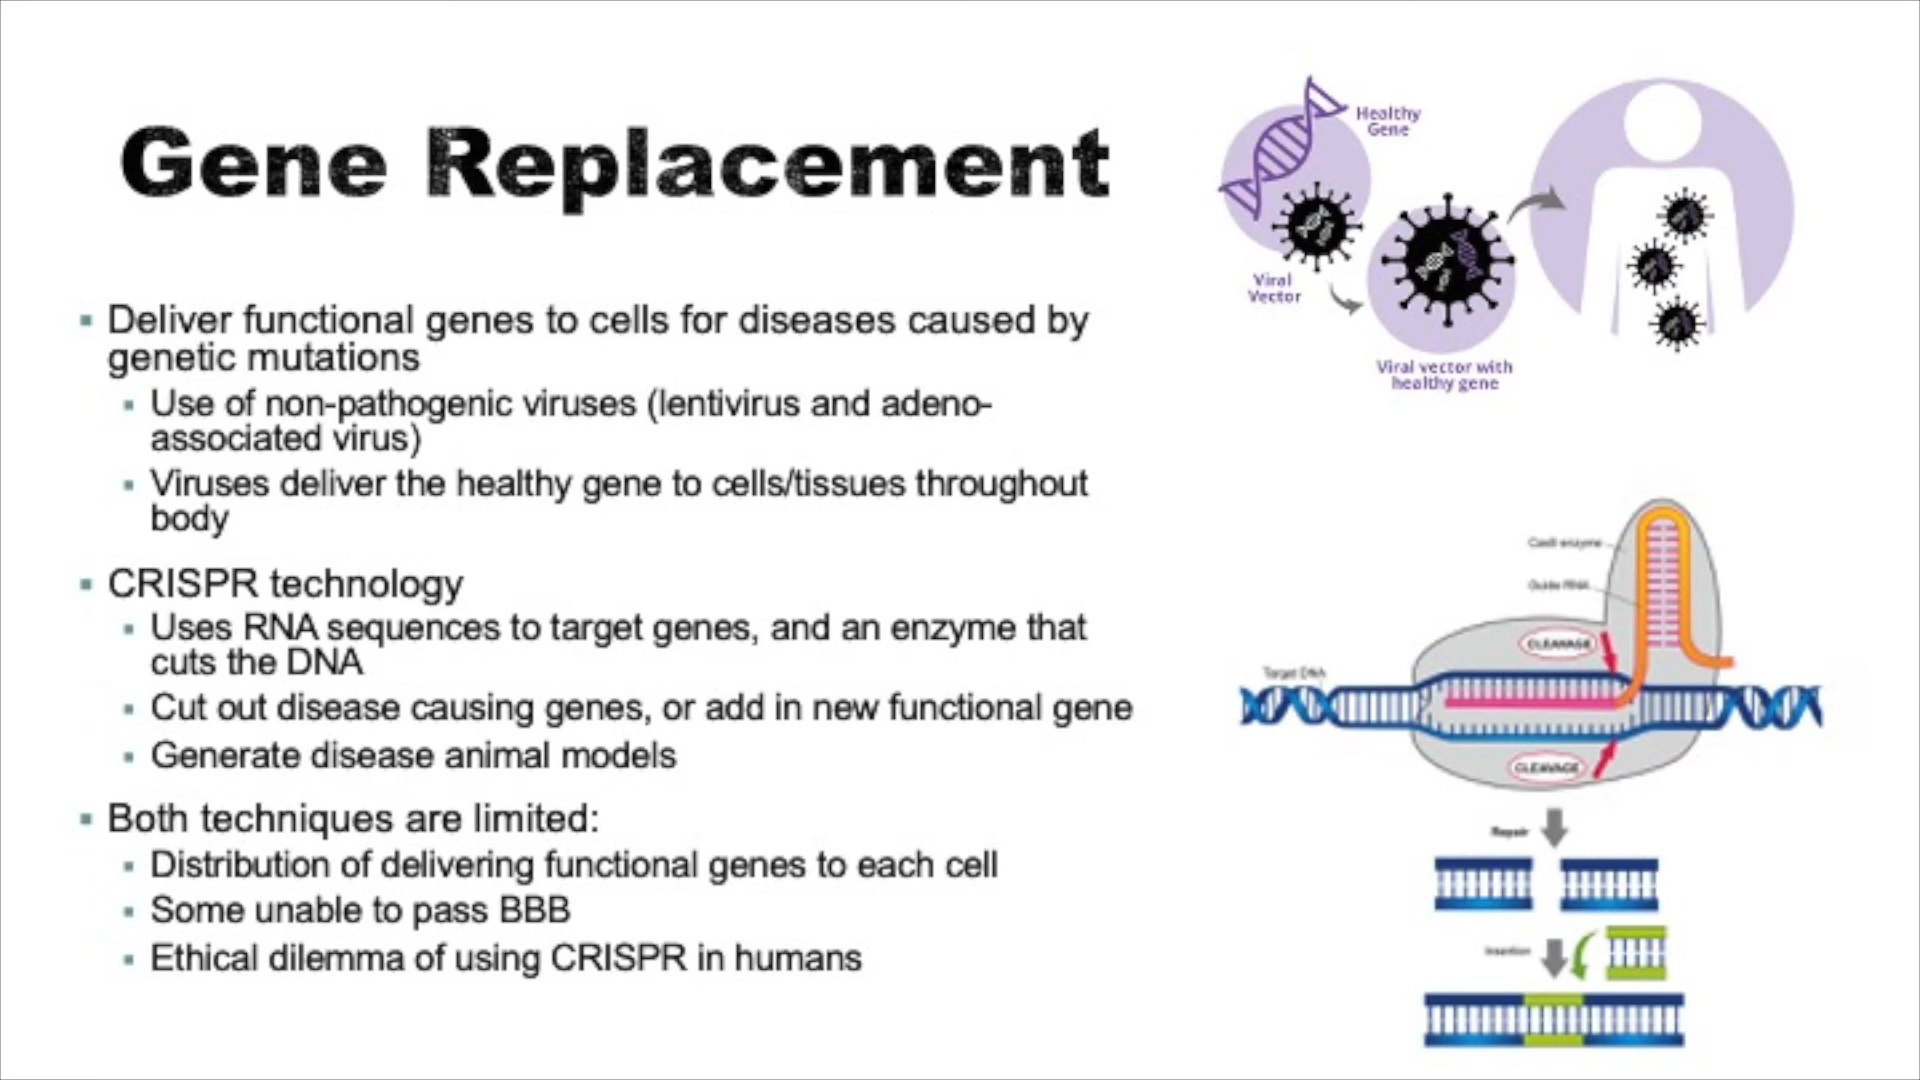 Gene Replacement
Deliver functional genes to cells for diseases caused by
genetic mutations
Use of non-pathogenic viruses (lentivirus and adeno-
associated virus)
Viruses deliver the healthy gene to cells/tissues throughout
body
CRISPR technology
Uses RNA sequences to target genes, and an enzyme that
cuts the DNA
Cut out disease causing genes, or add in new functional gene
Generate disease animal models
Both techniques are limited:
Distribution of delivering functional genes to each cell
Some unable to pass BBB
Ethical dilemma of using CRISPR in humans
Healthy
Gene
Viral
Vector
Viral vector with
healthy gene
enzyme
Guide RNA
CLEAVAGE
Target DNA
CLEAVAGE
Repair
Insertion